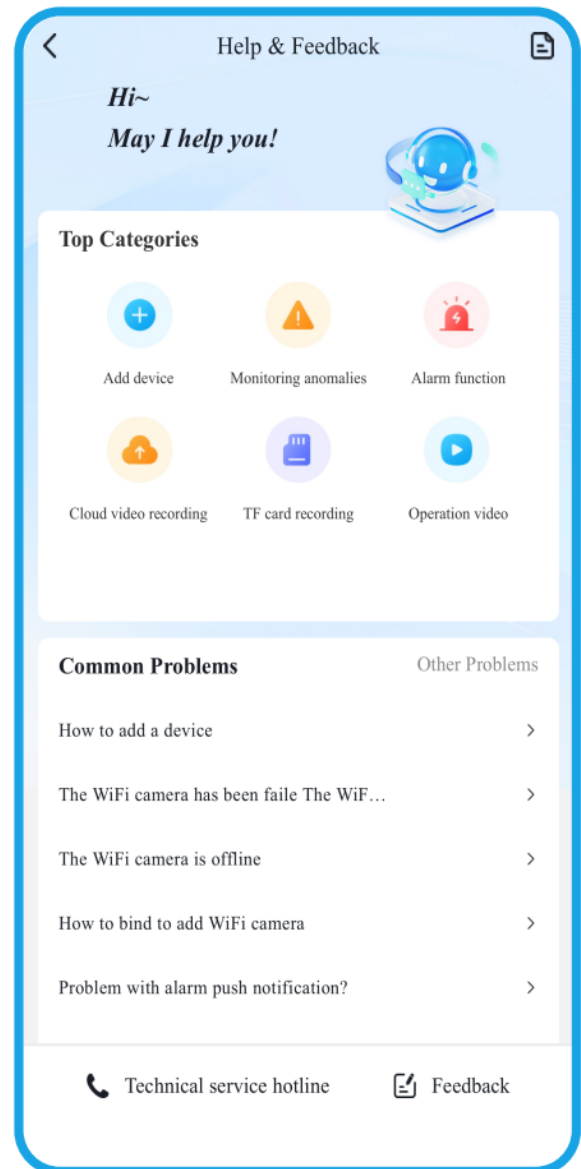 Help & Feedback
Hi~
May I help you!
Top Categories
Add device
Monitoring anomalies
Alarm function
Cloud video recording
TF card recording
Operation video
Common Problems
Other Problems
How to add a device
The WiFi camera has been faile The WiF...
The WiFi camera is offline
How to bind to add WiFi camera
Problem with alarm push notification?
Technical service hotline
Feedback